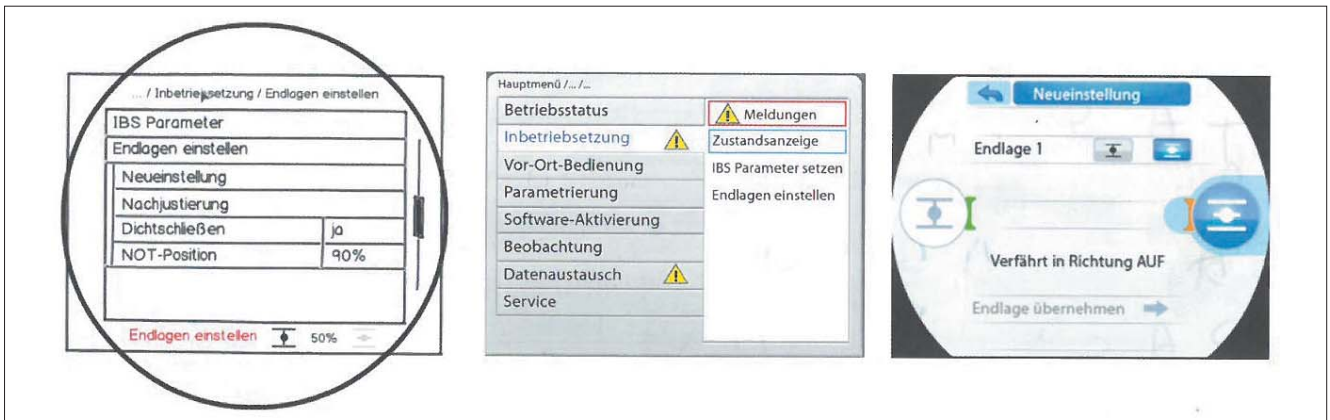 ... / Inbetriebsetzung / Endlagen einstellen
IBS Parameter
Endlagen einstellen
Neueinstellung
Nachjustierung
Dichtschließen ja
NOT-Position 90%
Endlagen einstellen 50%
Hauptmenü /... /...
Betriebsstatus
Inbetriebsetzung
Vor-Ort-Bedienung
Parametrierung
Software-Aktivierung
Beobachtung
Datenaustausch
Service
Meldungen
Zustandsanzeige
IBS Parameter setzen
Endlagen einstellen
Neueinstellung
Endlage 1
Verfährt in Richtung AUF
Endlage übernehmen